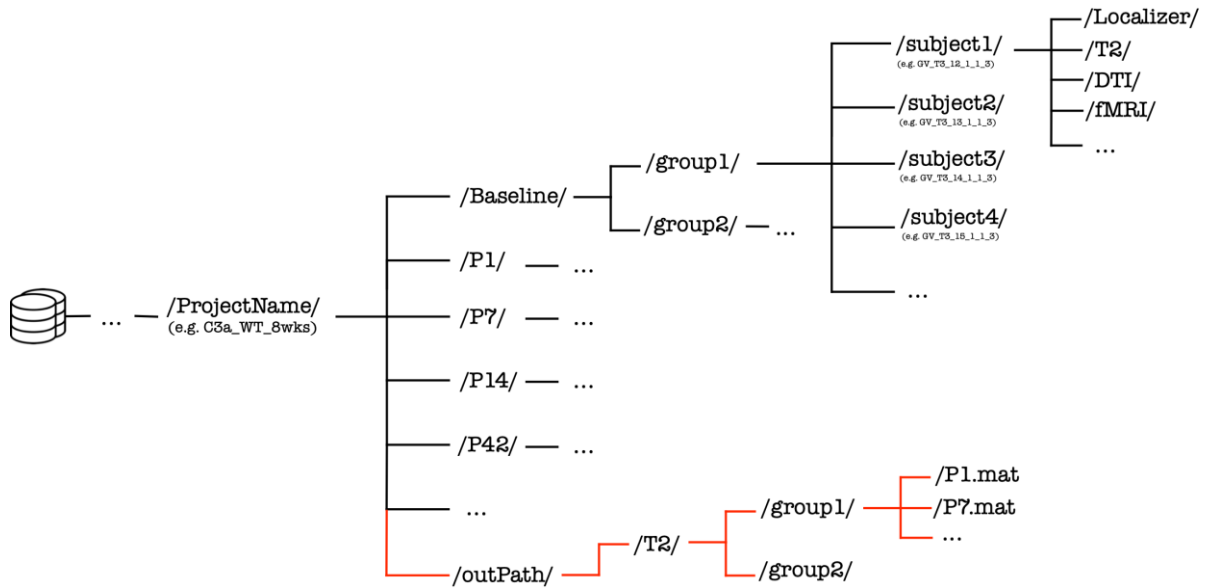 /Localizer/
/subject1/
(e.g. GV_T3_12_1_1_3)
/T2/
/DTI/
/subject2/
(e.g. GV_T3_13_1_1_3)
/fMRI/
...
/group1/
/subject3/
(e.g. GV_T3_14_1_1_3)
/Baseline/
/group2/
...
/subject4/
(e.g. GV_T3_15_1_1_3)
/P1/
...
...
...
/ProjectName/
(e.g. C3a_WT_8wks)
/P7/
...
/P14/
...
/P42/
...
/P1.mat
...
/group1/
/P7.mat
...
/T2/
/outPath/
/group2/